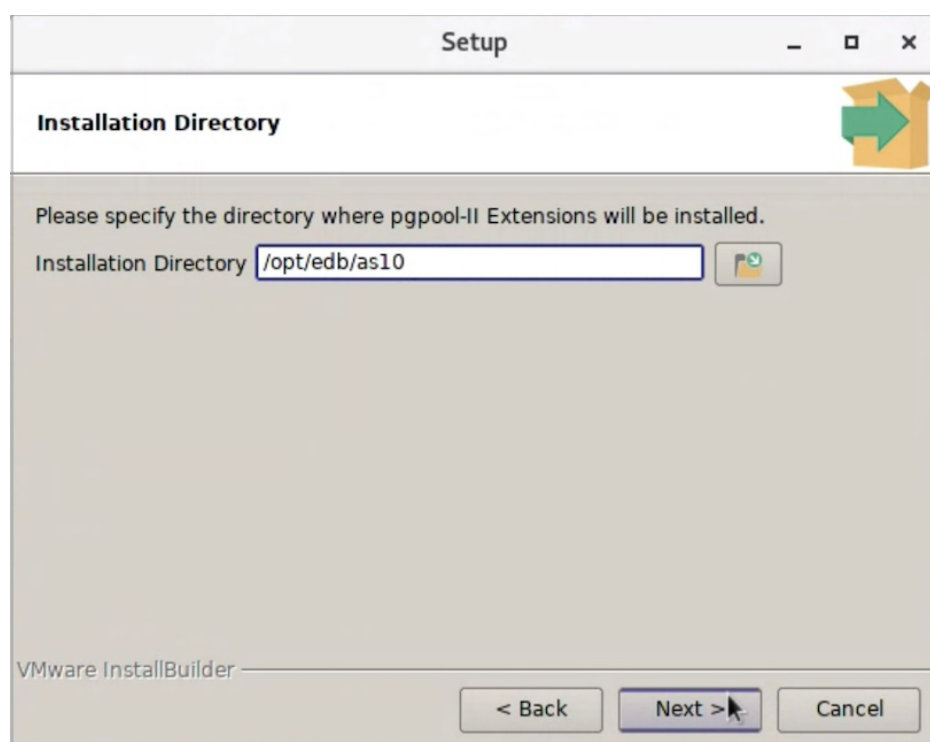 Setup
Installation Directory
Please specify the directory where pgpool-II Extensions will be installed.
Installation Directory /opt/edb/as10
VMware InstallBuilder
< Back Next > Cancel